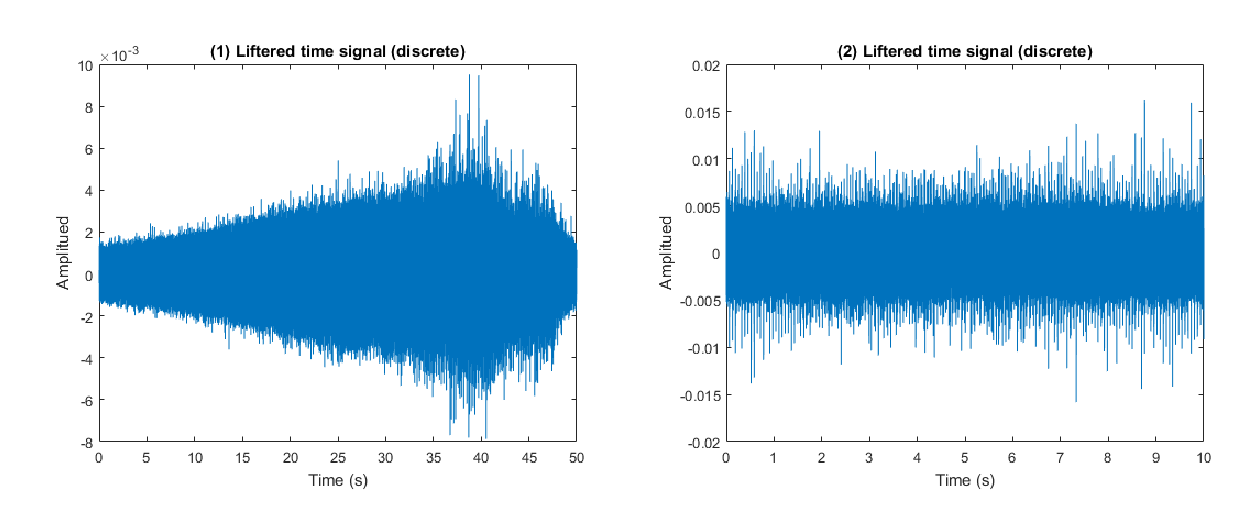 (1) Liftered time signal (discrete)
×10-3
10
8
6
4
2
0
-2
-4
-6
-8
Amplitued
0 5 10 15 20 25 30 35 40 45 50
Time (s)
(2) Liftered time signal (discrete)
0.02
0.015
0.01
0.005
0
-0.005
-0.01
-0.015
-0.02
Amplitued
0 1 2 3 4 5 6 7 8 9 10
Time (s)